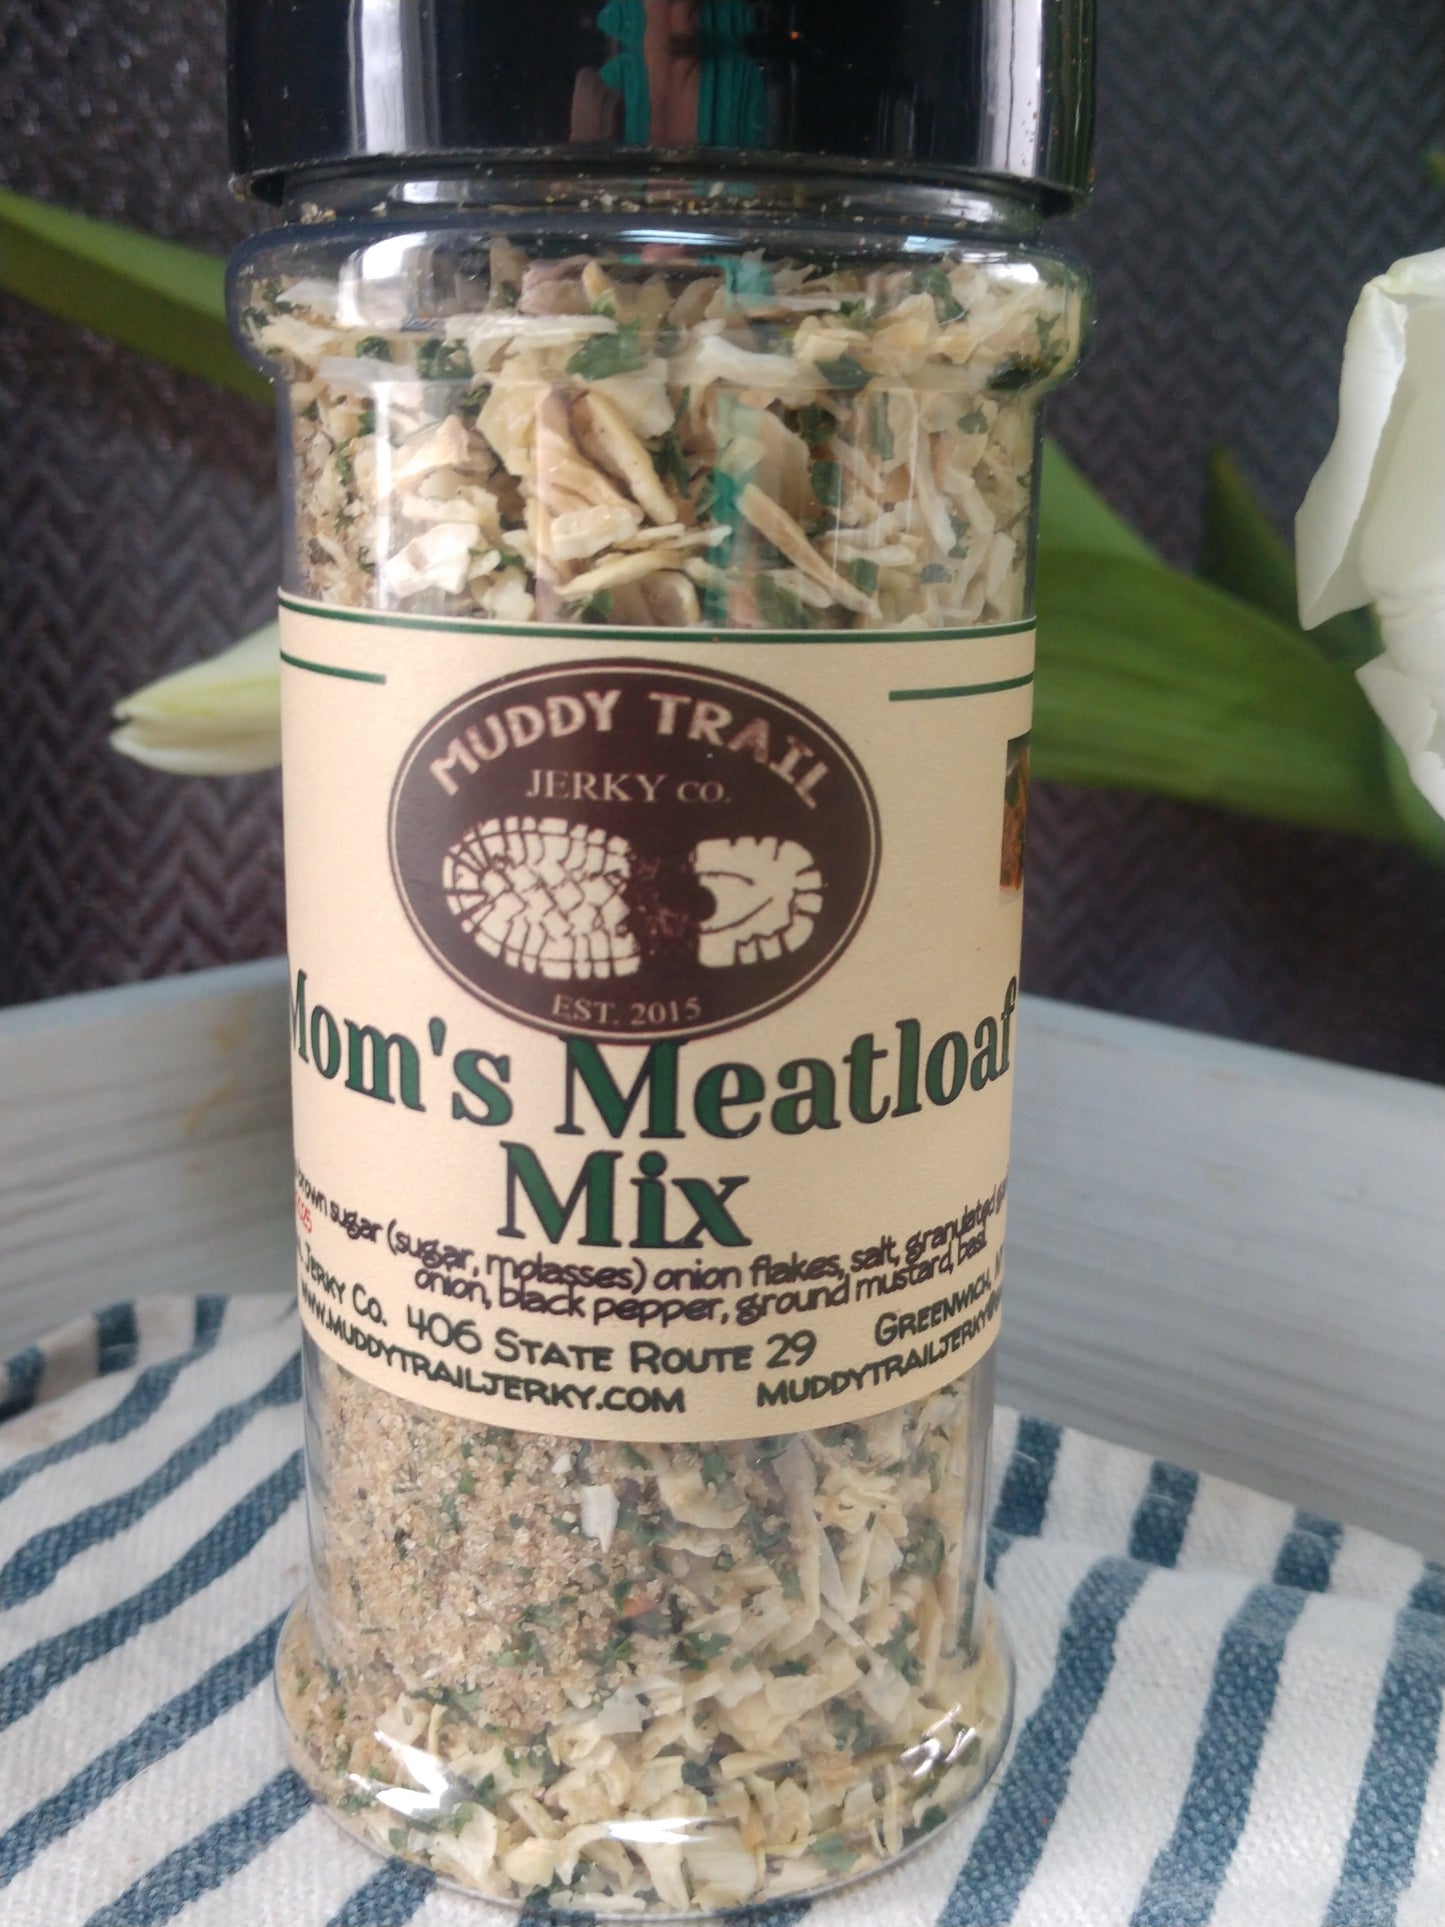 MUDDY TRAIL
JERKY CO.
EST. 2015
Mom's Meatloaf
Mix
brown sugar (sugar, molasses) onion flakes, salt, granulated
onion, black pepper, ground mustard, basil
JERKY CO. 406 STATE ROUTE 29 GREENWICH,
WWW.MUDDYTRAILJERKY.COM MUDDYTRAILJERKY@